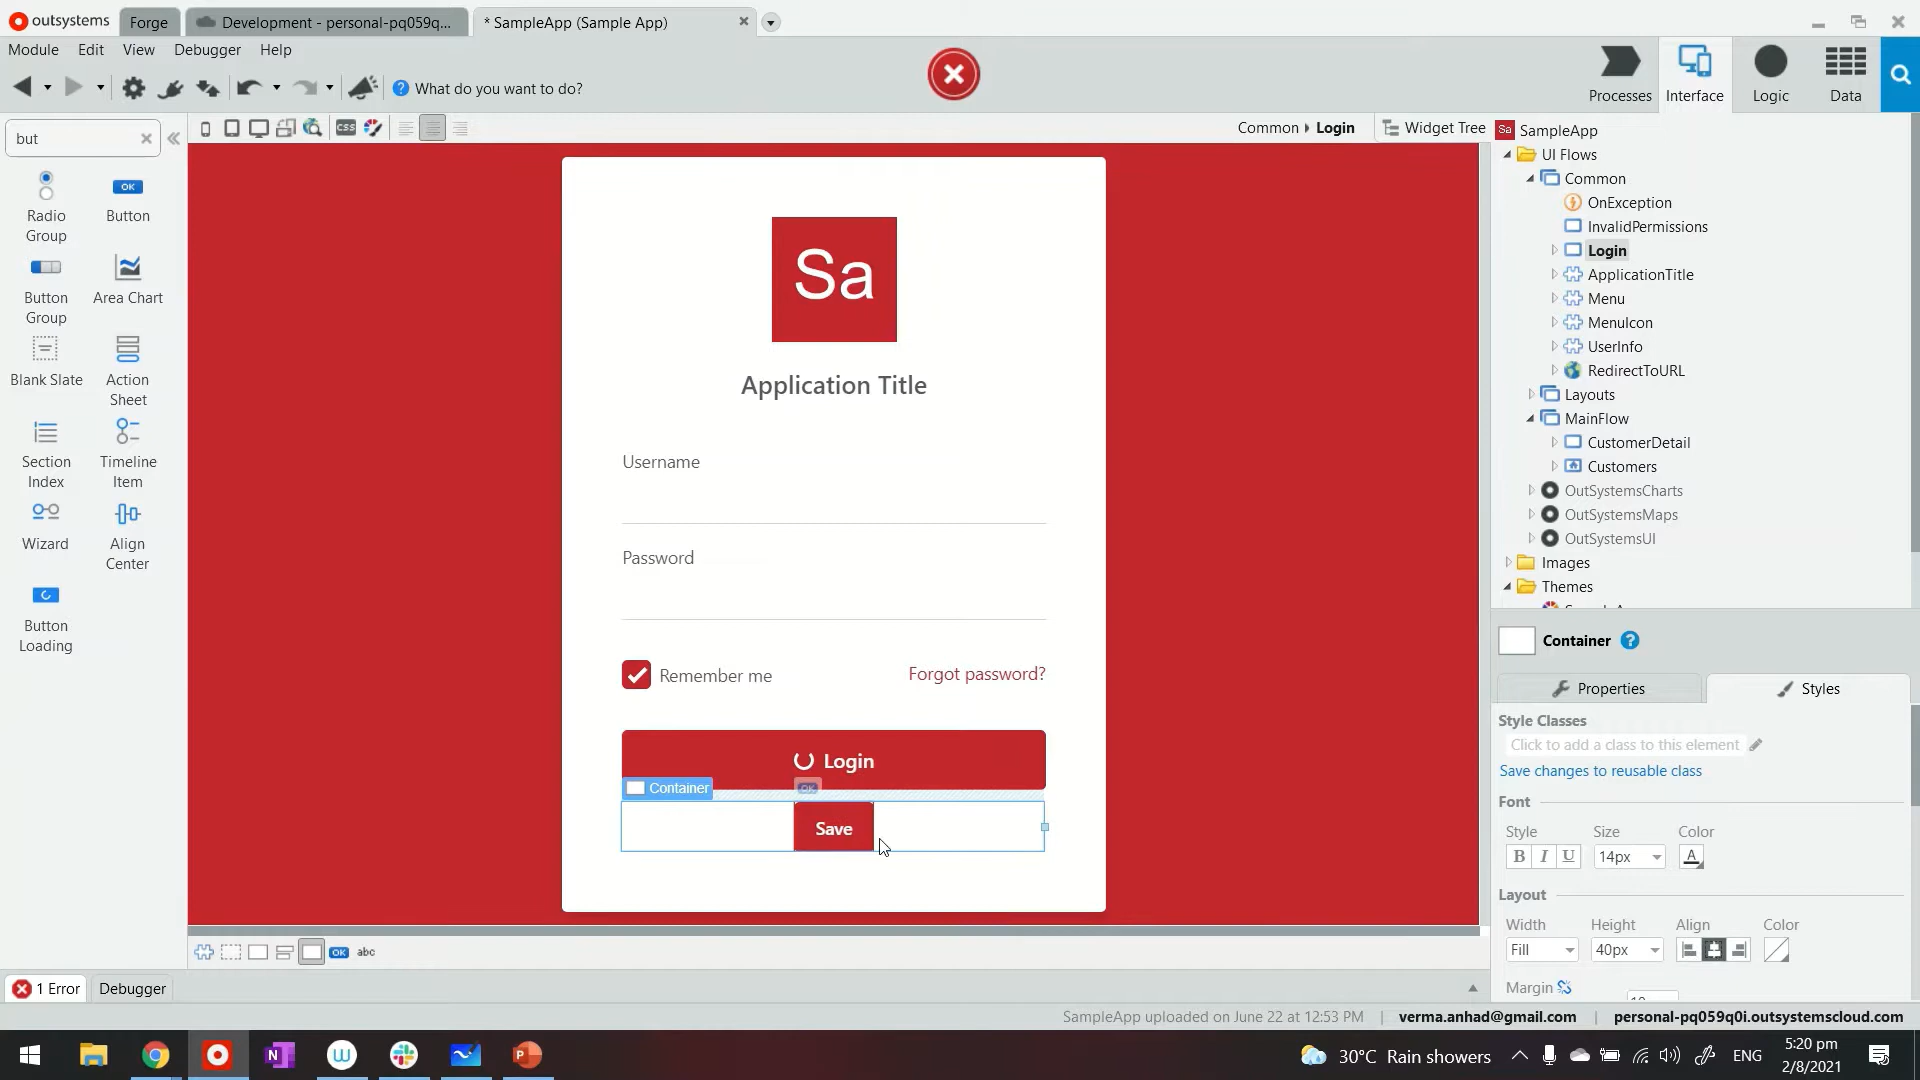 outsystems
Forge
Development - personal-pq059q...
* SampleApp (Sample App)
Module Edit View Debugger Help
What do you want to do?
Processes
Interface
Logic
Data
but
CSS
Common Login
Widget Tree
Radio Group
OK
Button
Button Group
Area Chart
Blank Slate
Action Sheet
Section Index
Timeline Item
Wizard
Align Center
Button Loading
Sa
Application Title
Username
Password
Remember me
Forgot password?
Login
Container
OK
Save
Sa SampleApp
UI Flows
Common
OnException
InvalidPermissions
Login
ApplicationTitle
Menu
MenuIcon
UserInfo
RedirectToURL
Layouts
MainFlow
CustomerDetail
Customers
OutSystemsCharts
OutSystemsMaps
OutSystemsUI
Images
Themes
Container ?
Properties
Styles
Style Classes
Click to add a class to this element
Save changes to reusable class
Font
Style Size Color
B I U 14px A
Layout
Width Height Align Color
Fill 40px
Margin
OK abc
1 Error
Debugger
SampleApp uploaded on June 22 at 12:53 PM | verma.anhad@gmail.com | personal-pq059q0i.outsystemscloud.com
30°C Rain showers
ENG
5:20 pm
2/8/2021